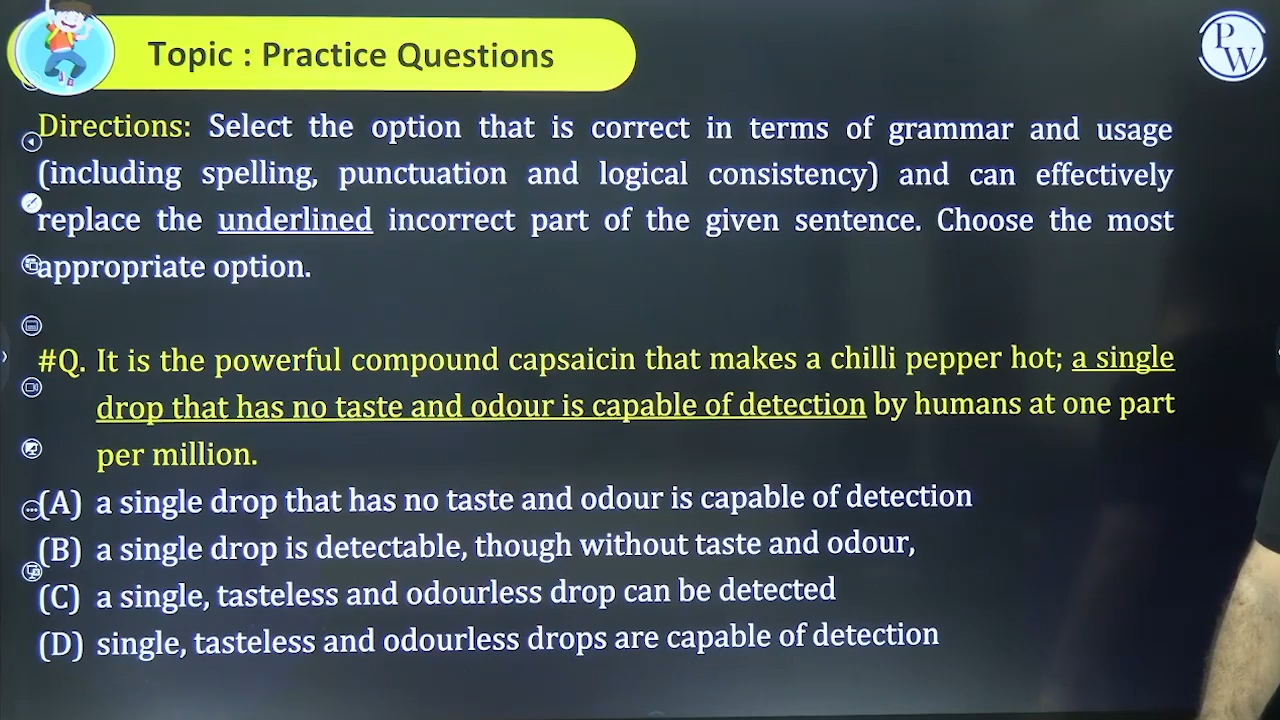 Topic : Practice Questions
PW
Directions: Select the option that is correct in terms of grammar and usage
(including spelling, punctuation and logical consistency) and can effectively
replace the underlined incorrect part of the given sentence. Choose the most
appropriate option.
#Q. It is the powerful compound capsaicin that makes a chilli pepper hot; a single
drop that has no taste and odour is capable of detection by humans at one part
per million.
(A) a single drop that has no taste and odour is capable of detection
(B) a single drop is detectable, though without taste and odour,
(C) a single, tasteless and odourless drop can be detected
(D) single, tasteless and odourless drops are capable of detection